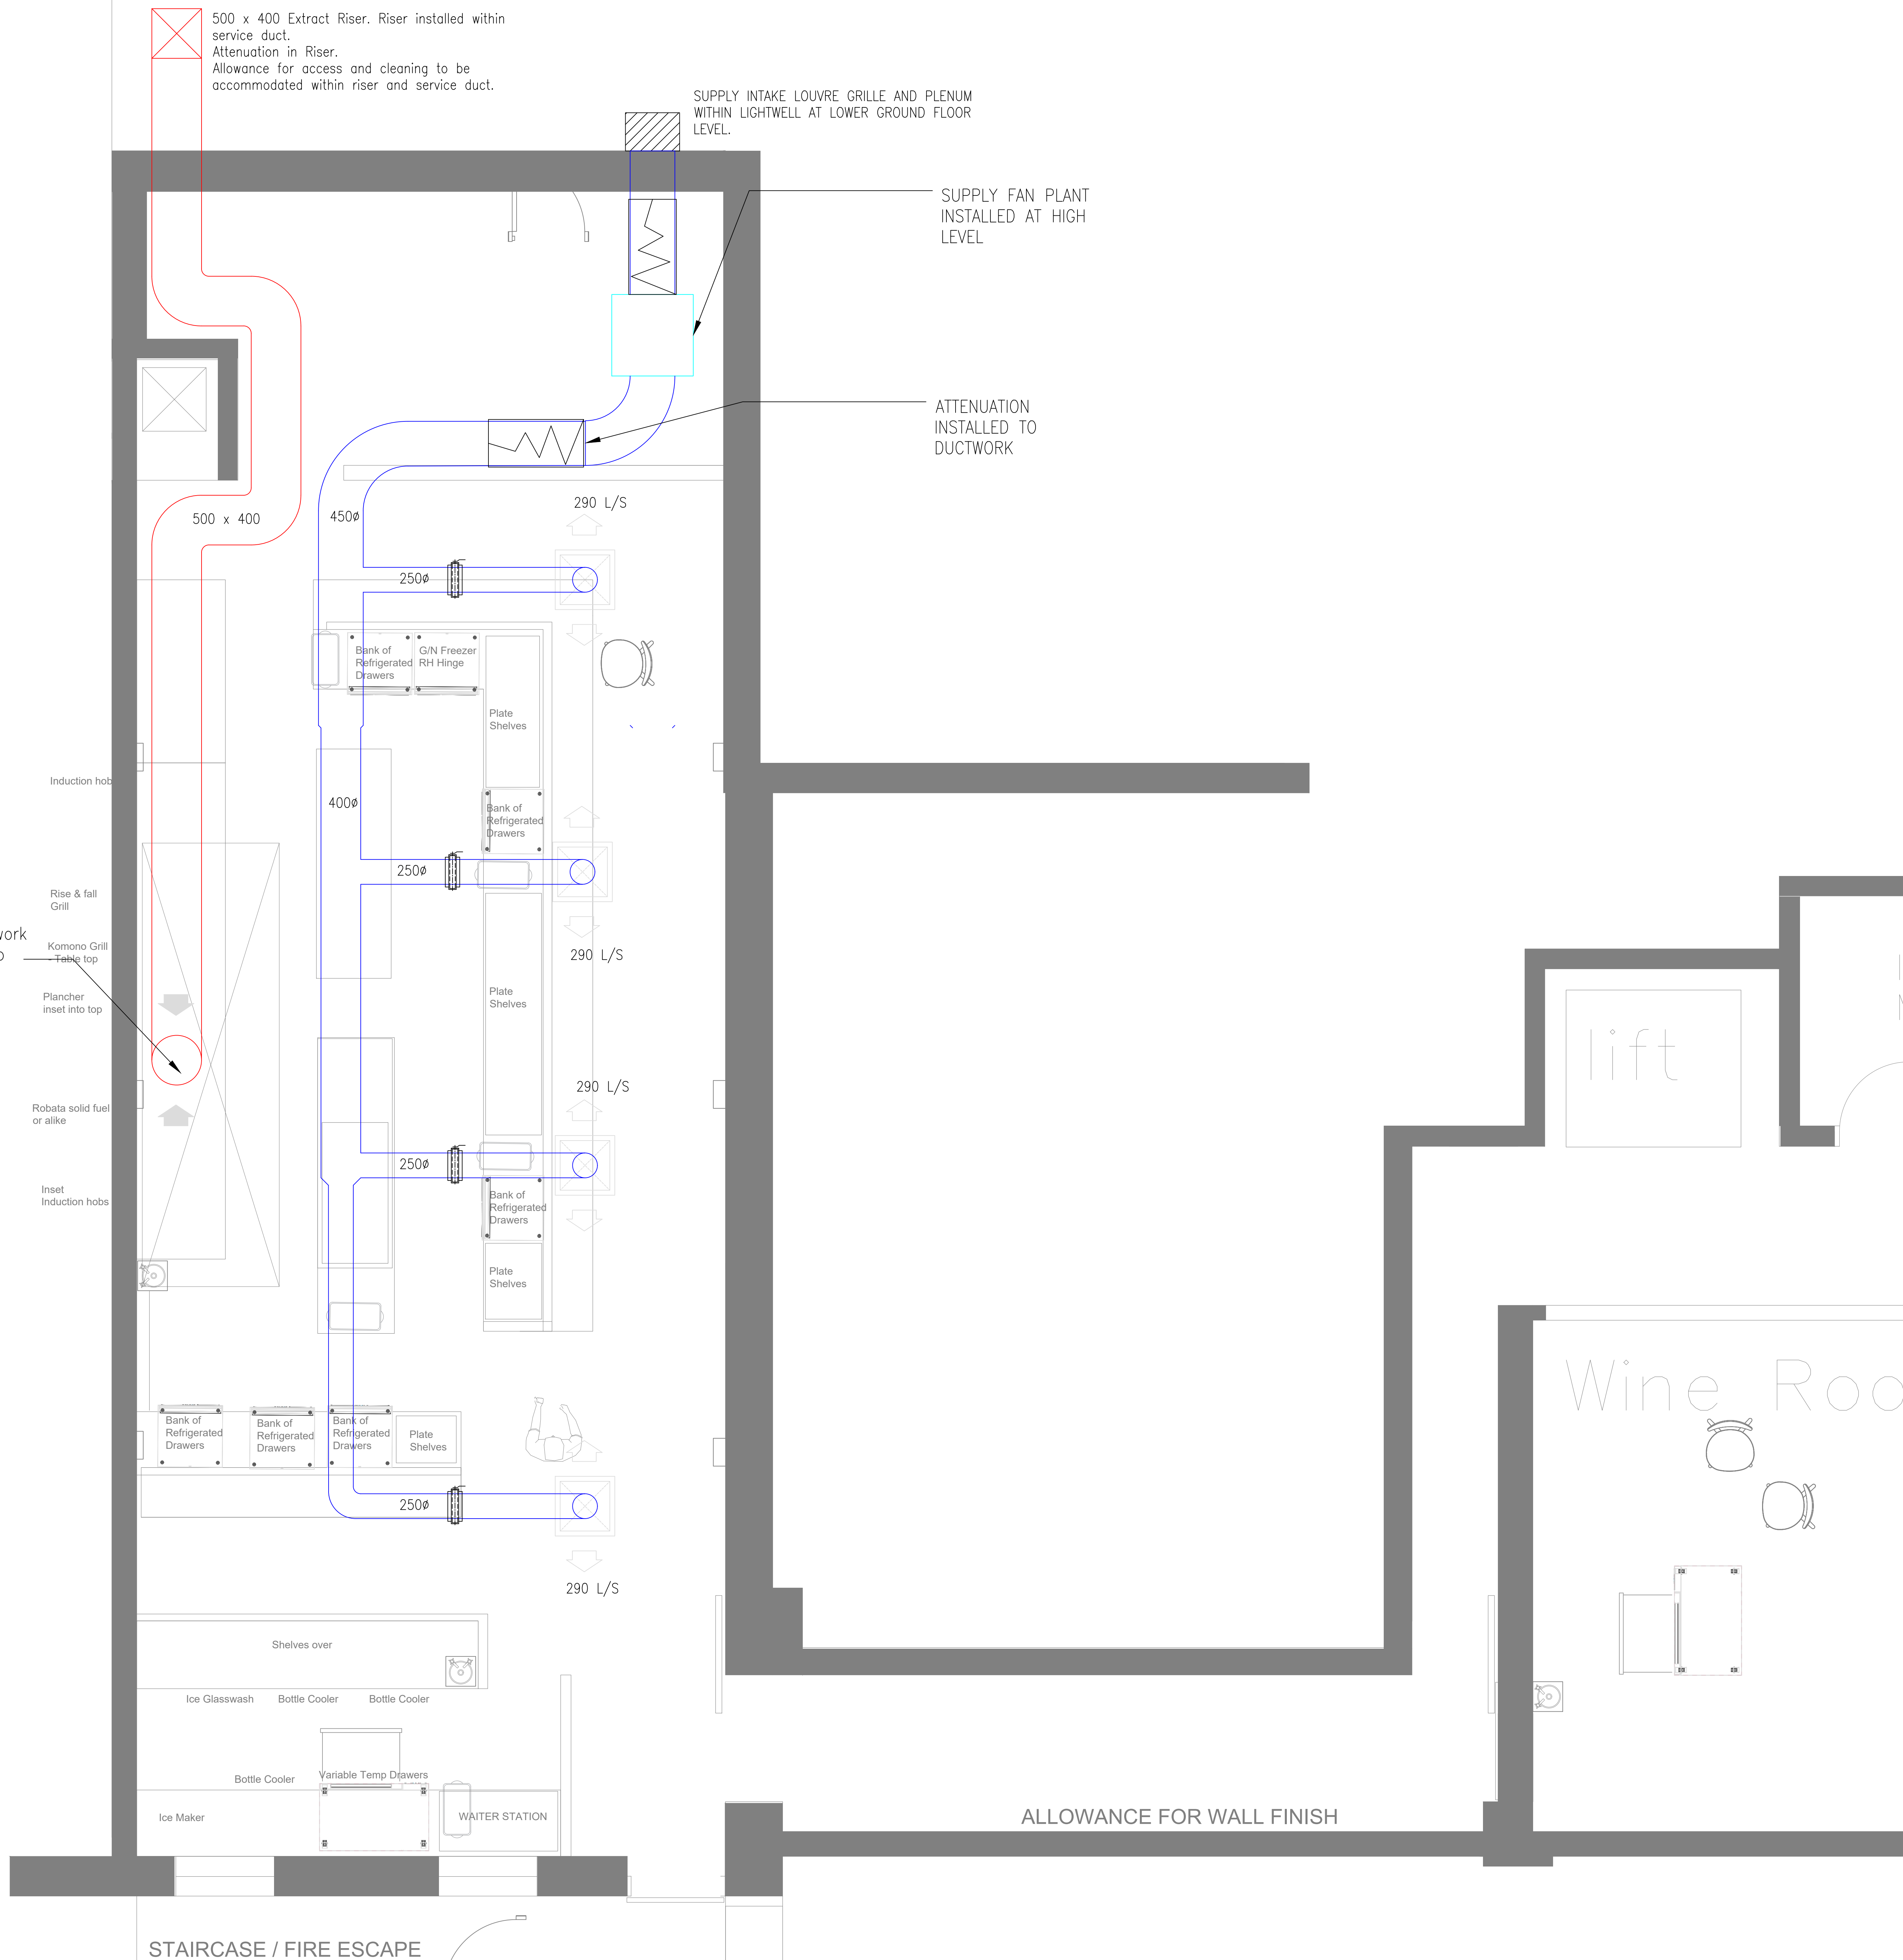 500 x 400 Extract Riser. Riser installed within
service duct.
Attenuation in Riser.
Allowance for access and cleaning to be
accommodated within riser and service duct.
SUPPLY INTAKE LOUVRE GRILLE AND PLENUM
WITHIN LIGHTWELL AT LOWER GROUND FLOOR
LEVEL.
SUPPLY FAN PLANT
INSTALLED AT HIGH
LEVEL
ATTENUATION
INSTALLED TO
DUCTWORK
290 L/S
500 x 400
450ø
250ø
Bank of
Refrigerated
Drawers
G/N Freezer
RH Hinge
Plate
Shelves
Induction hob
400ø
Bank of
Refrigerated
Drawers
250ø
Rise & fall
Grill
Komono Grill
- Table top
290 L/S
Plancher
inset into top
Plate
Shelves
lift
290 L/S
Robata solid fuel
or alike
250ø
Inset
Induction hobs
Bank of
Refrigerated
Drawers
Plate
Shelves
Wine Roo
Bank of
Refrigerated
Drawers
Bank of
Refrigerated
Drawers
Bank of
Refrigerated
Drawers
Plate
Shelves
250ø
290 L/S
Shelves over
Ice Glasswash
Bottle Cooler
Bottle Cooler
Bottle Cooler
Variable Temp Drawers
Ice Maker
WAITER STATION
ALLOWANCE FOR WALL FINISH
STAIRCASE / FIRE ESCAPE